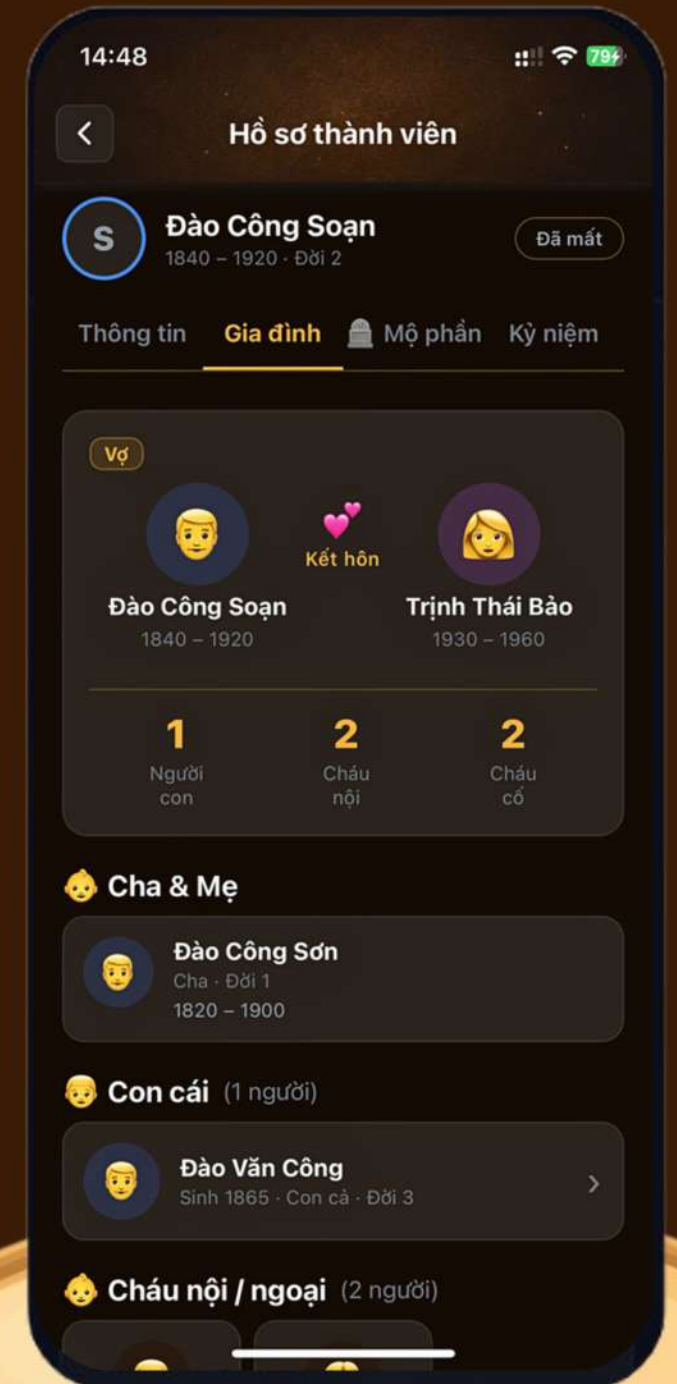 14:48
79
Hồ sơ thành viên
S
Đào Công Soạn
1840 – 1920 · Đời 2
Đã mất
Thông tin Gia đình Mộ phần Kỷ niệm
Vợ
Kết hôn
Đào Công Soạn
1840 – 1920
Trịnh Thái Bảo
1930 – 1960
1
Người
con
2
Cháu
nội
2
Cháu
cố
Cha & Mẹ
Đào Công Sơn
Cha · Đời 1
1820 – 1900
Con cái (1 người)
Đào Văn Công
Sinh 1865 · Con cả · Đời 3
Cháu nội / ngoại (2 người)